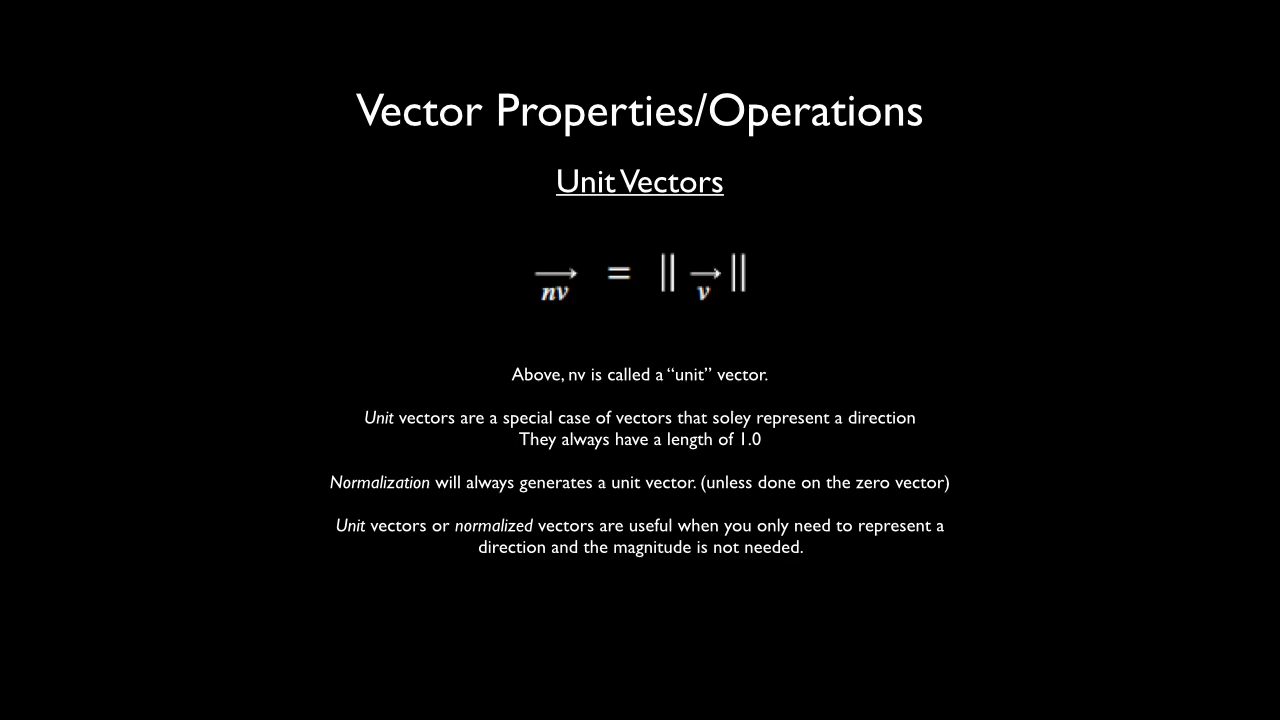 Vector Properties/Operations
Unit Vectors
→ = || → ||
nv v
Above, nv is called a “unit” vector.
Unit vectors are a special case of vectors that soley represent a direction
They always have a length of 1.0
Normalization will always generates a unit vector. (unless done on the zero vector)
Unit vectors or normalized vectors are useful when you only need to represent a
direction and the magnitude is not needed.